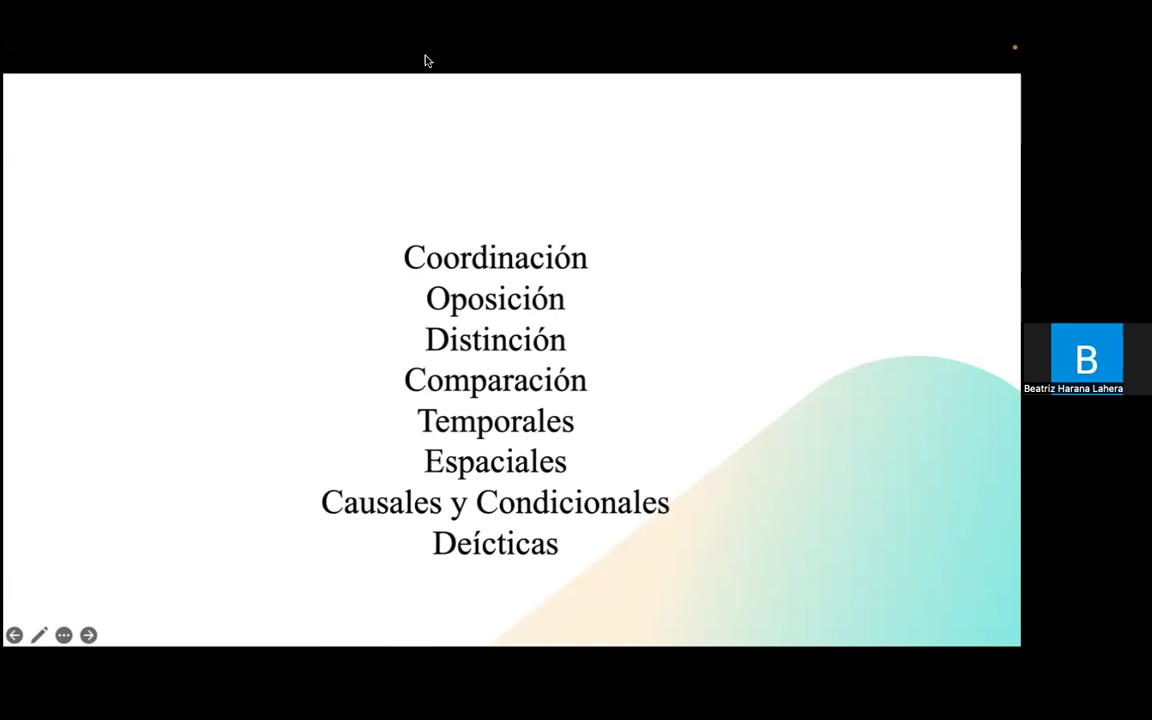 Coordinación
Oposición
Distinción
Comparación
Temporales
Espaciales
Causales y Condicionales
Deícticas
B
Beatriz Harana Lahera